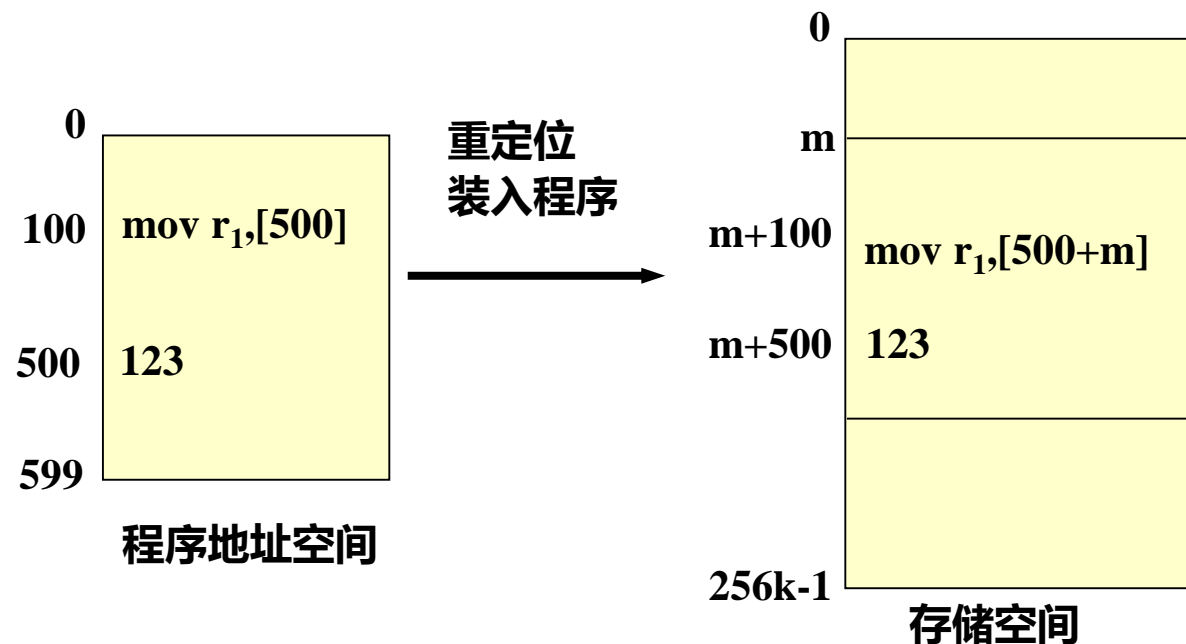 0
100
mov r₁,[500]
500
123
599
程序地址空间
重定位
装入程序
0
m
m+100
mov r₁,[500+m]
m+500
123
256k-1
存储空间